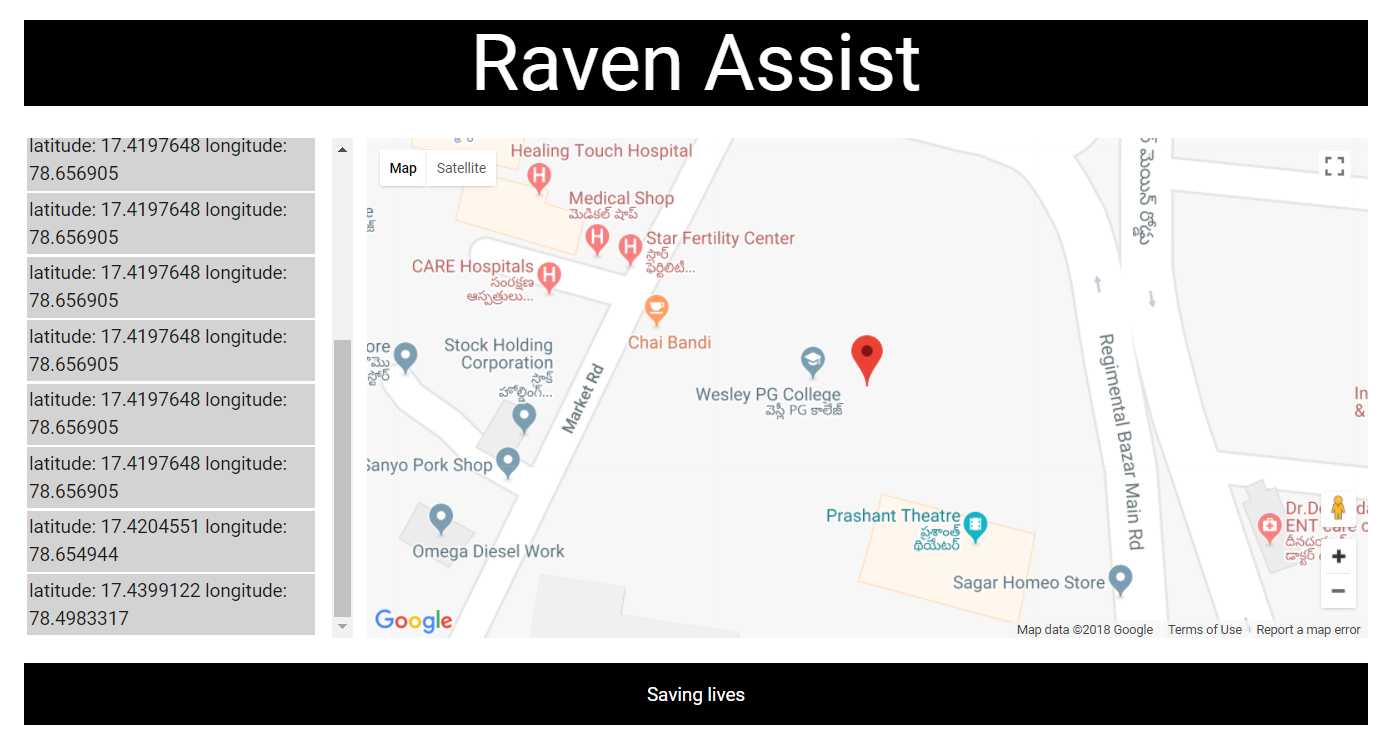 Raven Assist
latitude: 17.4197648 longitude:
78.656905
latitude: 17.4197648 longitude:
78.656905
latitude: 17.4197648 longitude:
78.656905
latitude: 17.4197648 longitude:
78.656905
latitude: 17.4197648 longitude:
78.656905
latitude: 17.4197648 longitude:
78.656905
latitude: 17.4204551 longitude:
78.654944
latitude: 17.4399122 longitude:
78.4983317
Map Satellite
Healing Touch Hospital
Medical Shop
మెడికల్ షాప్
Star Fertility Center
స్టార్
ఫెర్టిలిటీ...
CARE Hospitals
సంరక్షణ
ఆస్పత్రులు...
Chai Bandi
Stock Holding
Corporation
స్టాక్
హోల్డింగ్...
Market Rd
Wesley PG College
వెస్లీ PG కాలేజ్
Regimental Bazar Main Rd
మెయిన్ రోడ్డు
Sanyo Pork Shop
Omega Diesel Work
Prashant Theatre
ప్రశాంత్
థియేటర్
Sagar Homeo Store
ENT care
Google
Map data ©2018 Google
Terms of Use
Report a map error
Saving lives